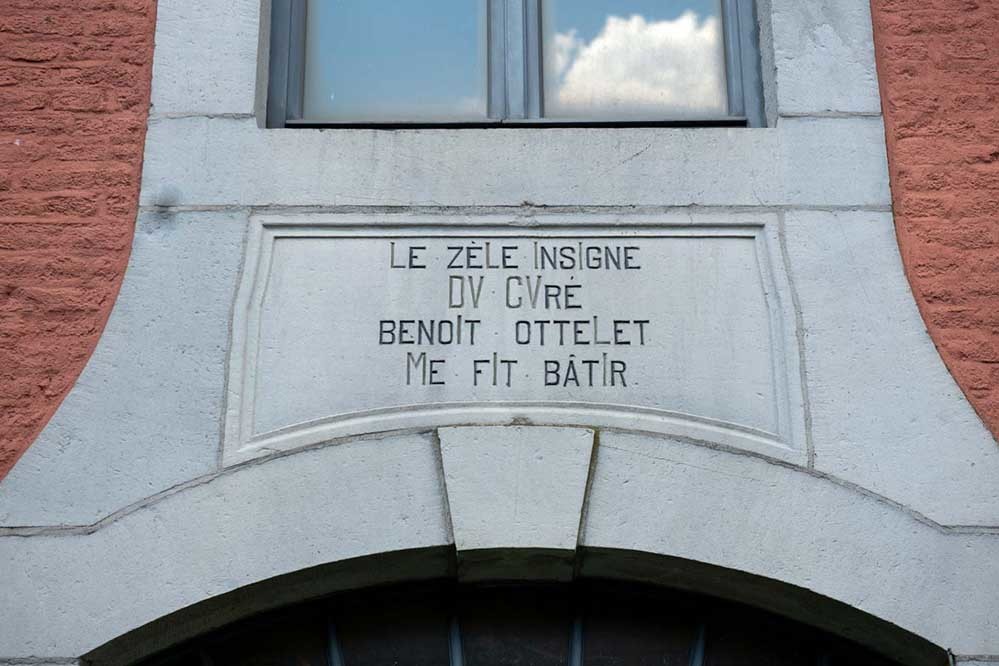 LE ZÈLE INSIGNE
DV CVRÉ
BENOIT · OTTELET
ME FIT BÂTIR